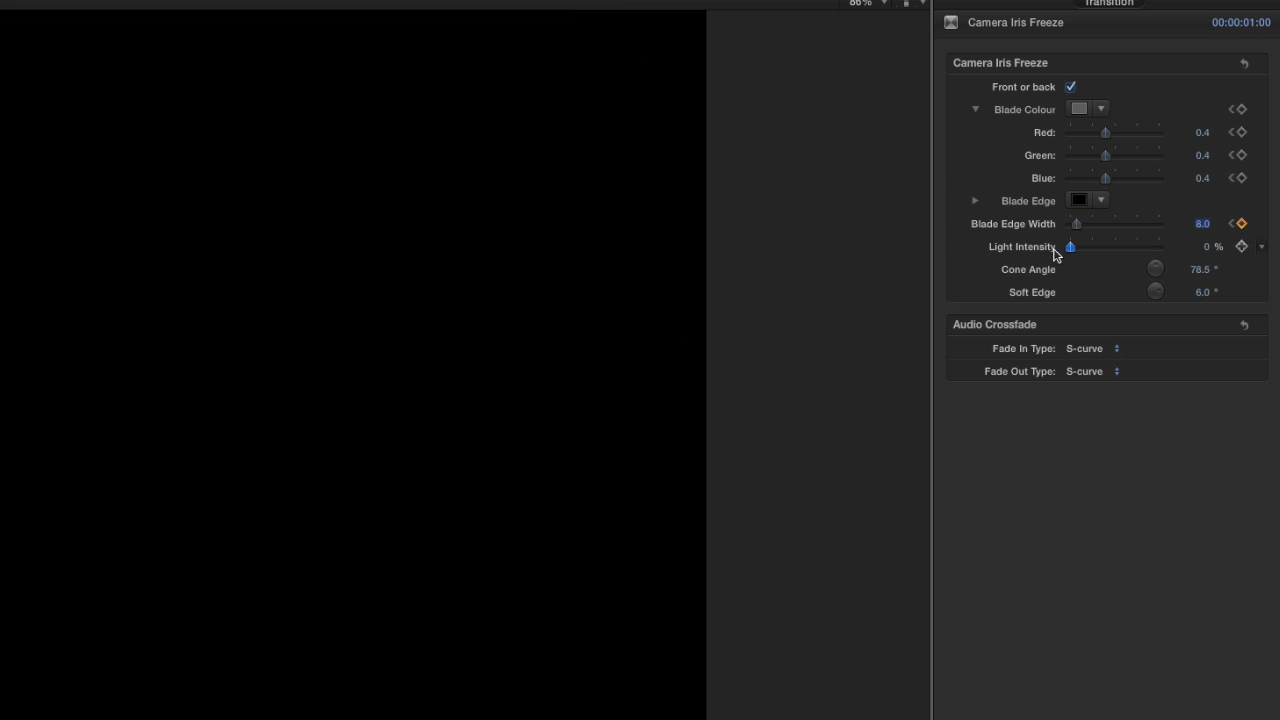 86%
Transition
Camera Iris Freeze 00:00:01:00
Camera Iris Freeze
Front or back
Blade Colour
Red: 0.4
Green: 0.4
Blue: 0.4
Blade Edge
Blade Edge Width 8.0
Light Intensity 0 %
Cone Angle 78.5 °
Soft Edge 6.0 °
Audio Crossfade
Fade In Type: S-curve
Fade Out Type: S-curve